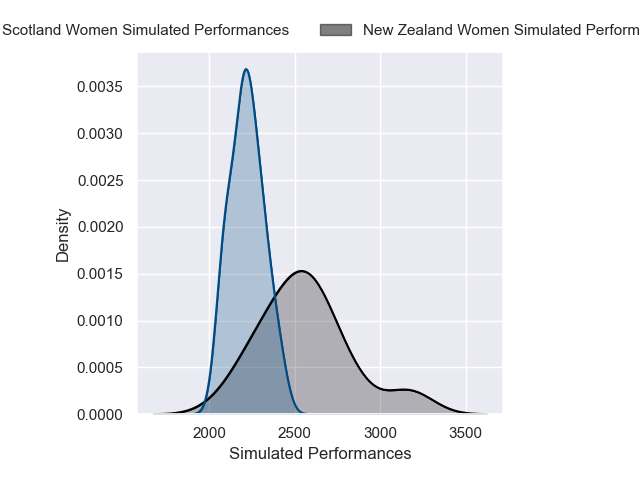 Scotland Women Simulated Performances
New Zealand Women Simulated Perform
0.0035
0.0030
0.0025
0.0020
0.0015
0.0010
0.0005
0.0000
Density
2000 2500 3000 3500
Simulated Performances